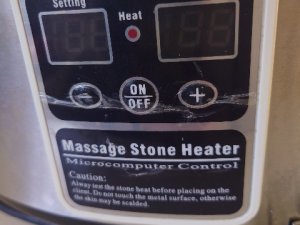 Setting
Heat
ON
OFF
Massage Stone Heater
Microcomputer Control
Caution:
Alway test the stone heat before placing on the
client. Do not touch the metal surface, otherwise
the skin may be scalded.